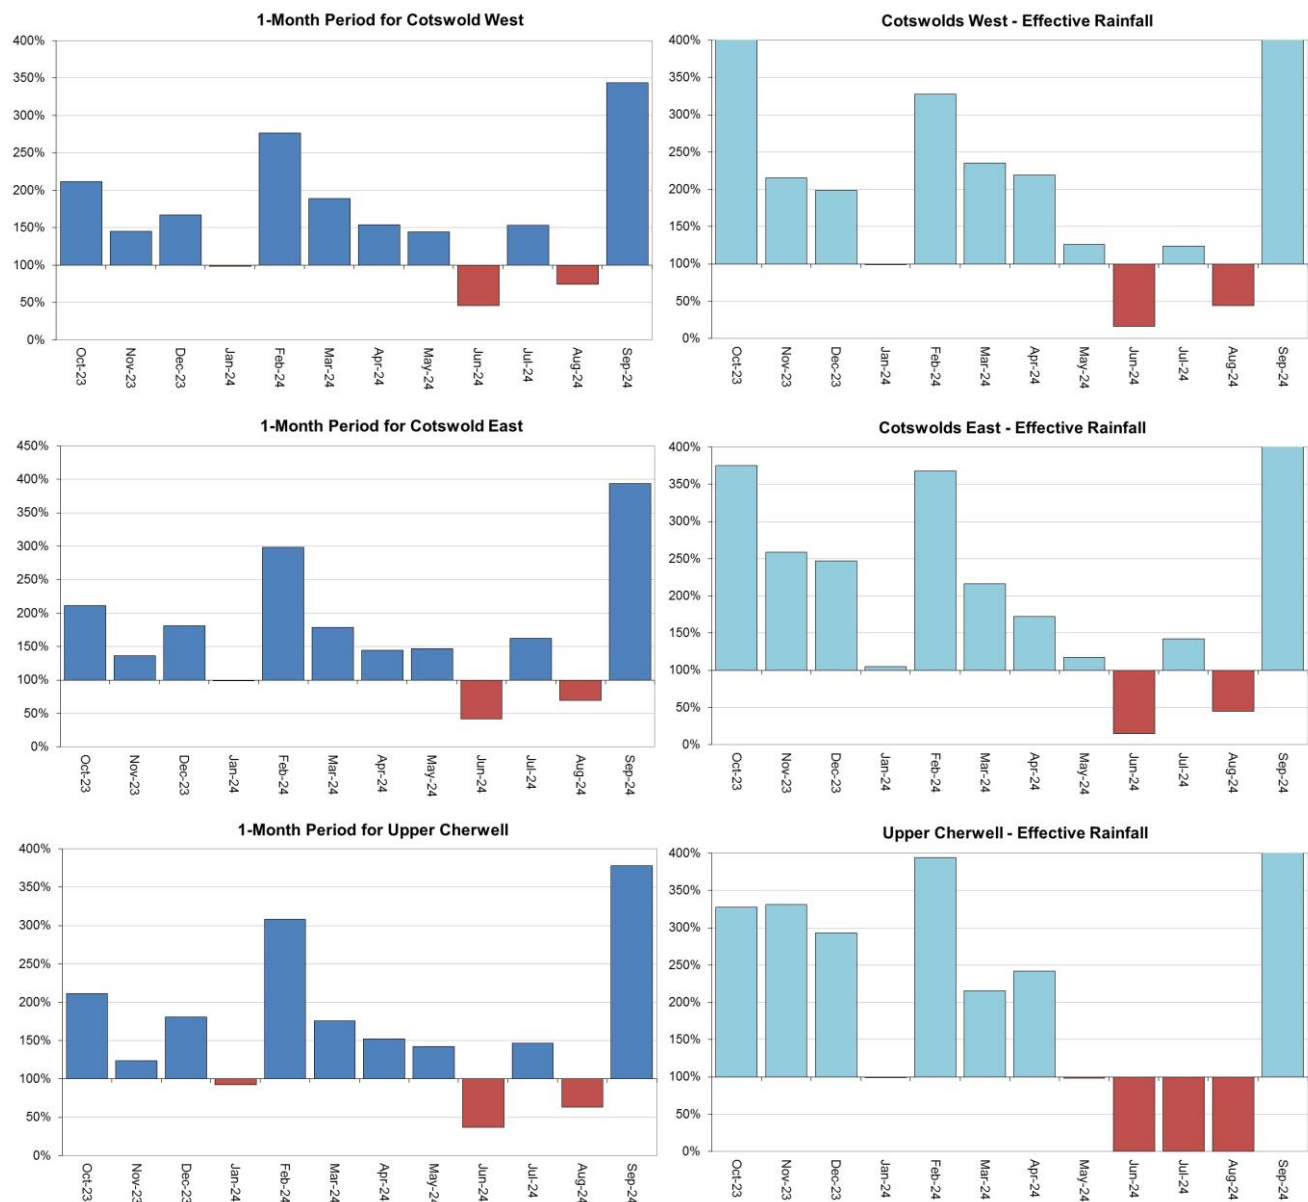 1-Month Period for Cotswold West
400%
350%
300%
250%
200%
150%
100%
50%
0%
Oct-23
Nov-23
Dec-23
Jan-24
Feb-24
Mar-24
Apr-24
May-24
Jun-24
Jul-24
Aug-24
Sep-24
Cotswolds West - Effective Rainfall
400%
350%
300%
250%
200%
150%
100%
50%
0%
Oct-23
Nov-23
Dec-23
Jan-24
Feb-24
Mar-24
Apr-24
May-24
Jun-24
Jul-24
Aug-24
Sep-24
1-Month Period for Cotswold East
450%
400%
350%
300%
250%
200%
150%
100%
50%
0%
Oct-23
Nov-23
Dec-23
Jan-24
Feb-24
Mar-24
Apr-24
May-24
Jun-24
Jul-24
Aug-24
Sep-24
Cotswolds East - Effective Rainfall
400%
350%
300%
250%
200%
150%
100%
50%
0%
Oct-23
Nov-23
Dec-23
Jan-24
Feb-24
Mar-24
Apr-24
May-24
Jun-24
Jul-24
Aug-24
Sep-24
1-Month Period for Upper Cherwell
400%
350%
300%
250%
200%
150%
100%
50%
0%
Oct-23
Nov-23
Dec-23
Jan-24
Feb-24
Mar-24
Apr-24
May-24
Jun-24
Jul-24
Aug-24
Sep-24
Upper Cherwell - Effective Rainfall
400%
350%
300%
250%
200%
150%
100%
50%
0%
Oct-23
Nov-23
Dec-23
Jan-24
Feb-24
Mar-24
Apr-24
May-24
Jun-24
Jul-24
Aug-24
Sep-24